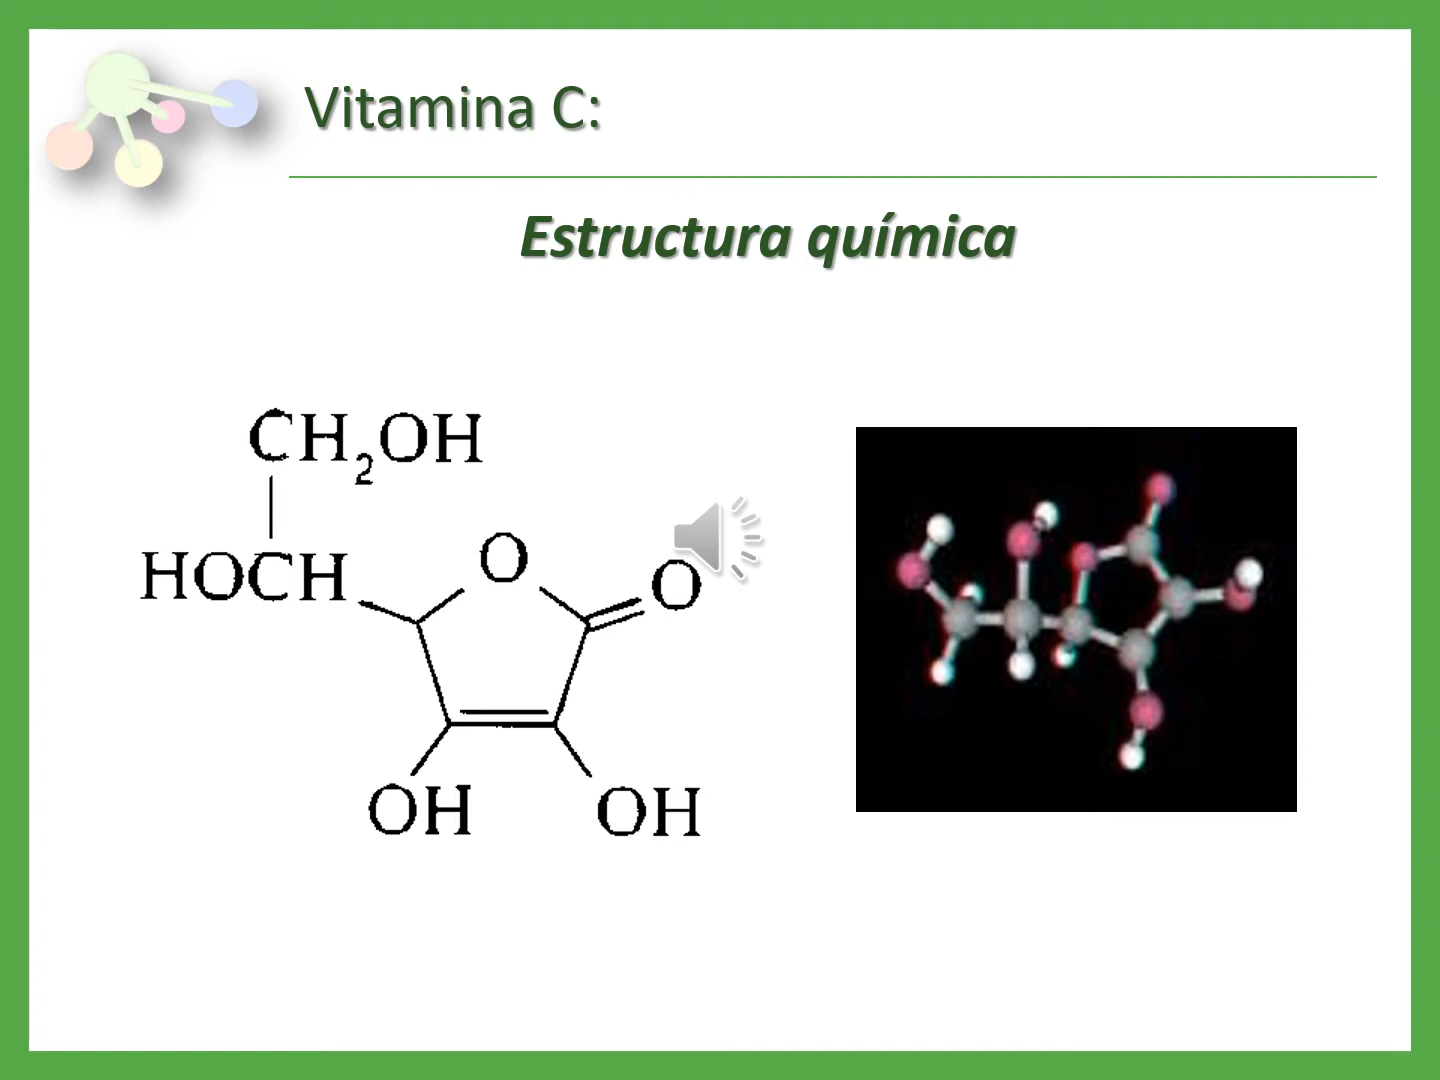 Vitamina C:
Estructura química
CH₂OH
HOCH
O
O
OH
OH